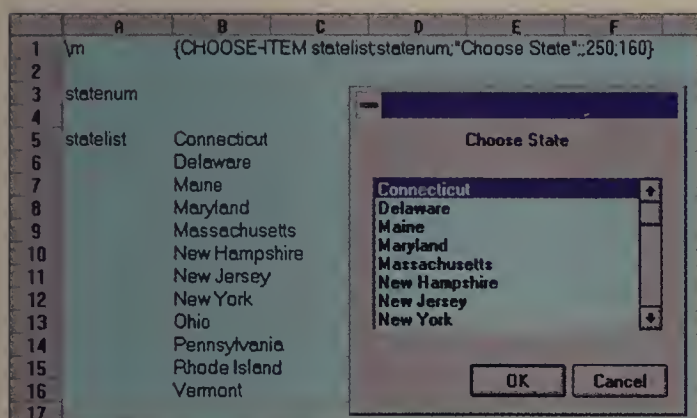 A B C D E F
1 \m {CHOOSE-ITEM statelist;statenum;"Choose State";;250;160}
2
3 statenum
4
5 statelist Connecticut
6 Delaware
7 Maine
8 Maryland
9 Massachusetts
10 New Hampshire
11 New Jersey
12 New York
13 Ohio
14 Pennsylvania
15 Rhode Island
16 Vermont
17
Choose State
Connecticut
Delaware
Maine
Maryland
Massachusetts
New Hampshire
New Jersey
New York
OK Cancel